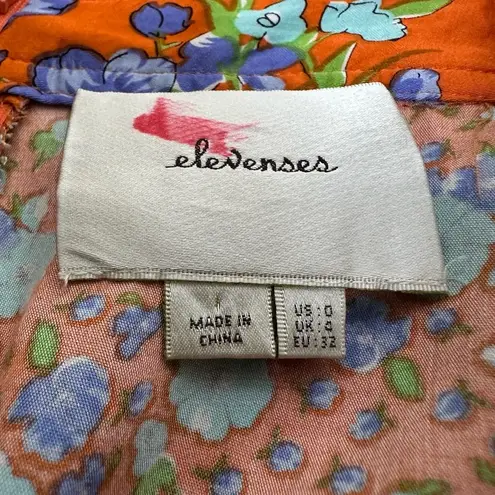 elevenses
MADE IN
CHINA
US: 0
UK: 4
EU: 32